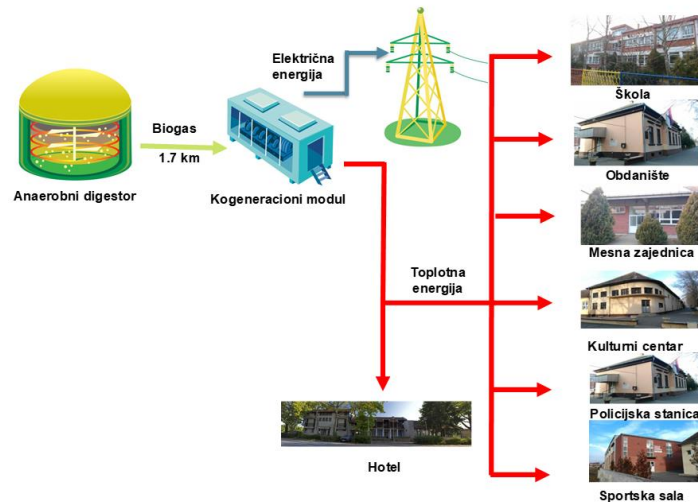 Električna
energija
Škola
Biogas
1.7 km
Anaerobni digestor
Kogeneracioni modul
Obdanište
Mesna zajednica
Toplotna
energija
Kulturni centar
Policijska stanica
Hotel
Sportska sala